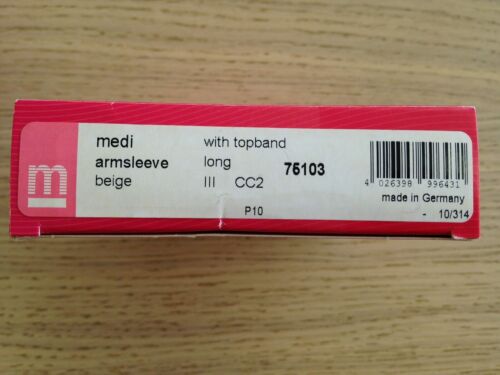 m
medi
armsleeve
beige
with topband
long
III CC2
75103
P10
4 026398 996431
made in Germany
- 10/314